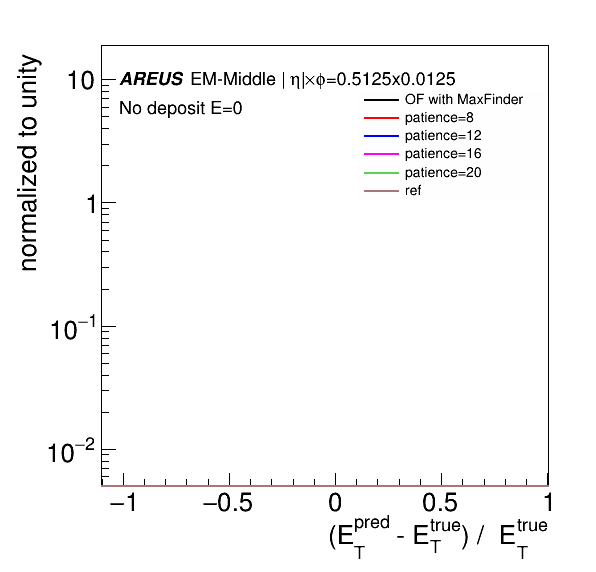 normalized to unity
10
1
10⁻¹
10⁻²
AREUS EM-Middle | η|×ϕ=0.5125x0.0125
No deposit E=0
OF with MaxFinder
patience=8
patience=12
patience=16
patience=20
ref
−1 −0.5 0 0.5 1
(E_T^pred - E_T^true) / E_T^true